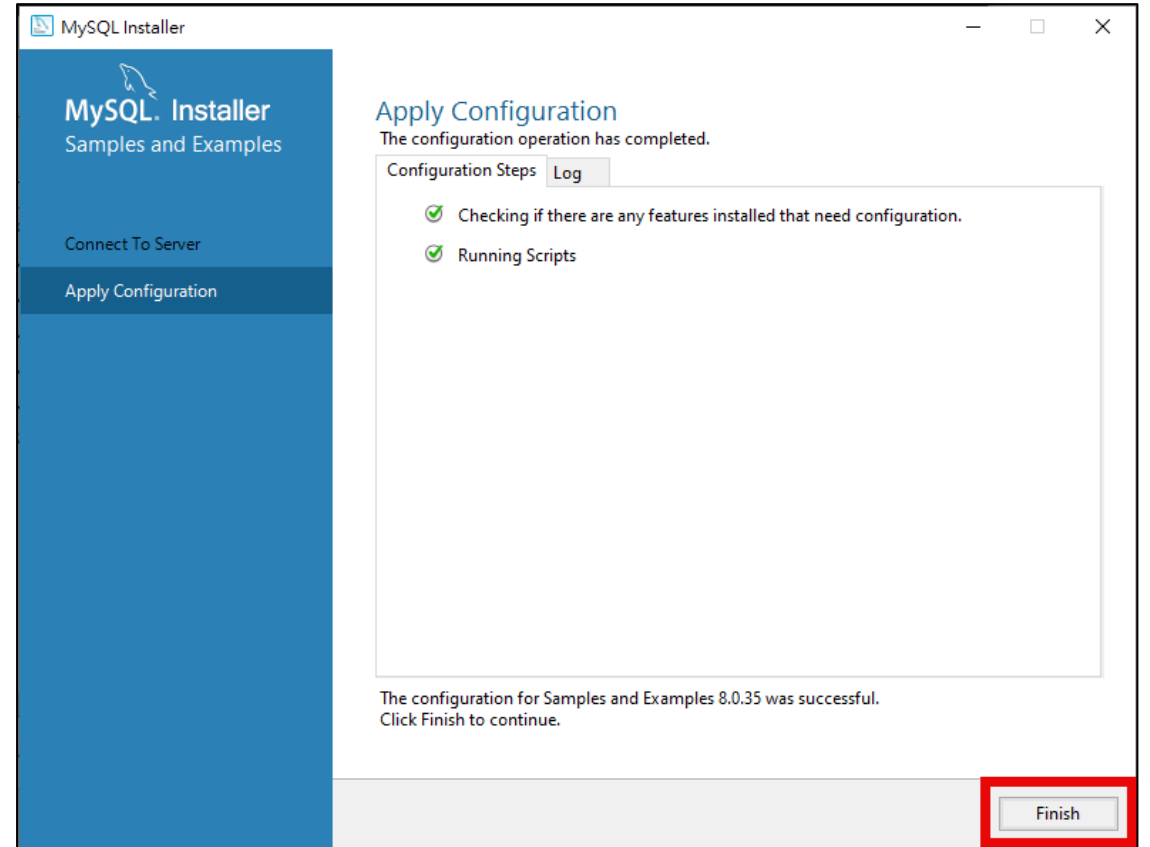 MySQL Installer
MySQL. Installer
Samples and Examples
Connect To Server
Apply Configuration
Apply Configuration
The configuration operation has completed.
Configuration Steps
Log
Checking if there are any features installed that need configuration.
Running Scripts
The configuration for Samples and Examples 8.0.35 was successful.
Click Finish to continue.
Finish